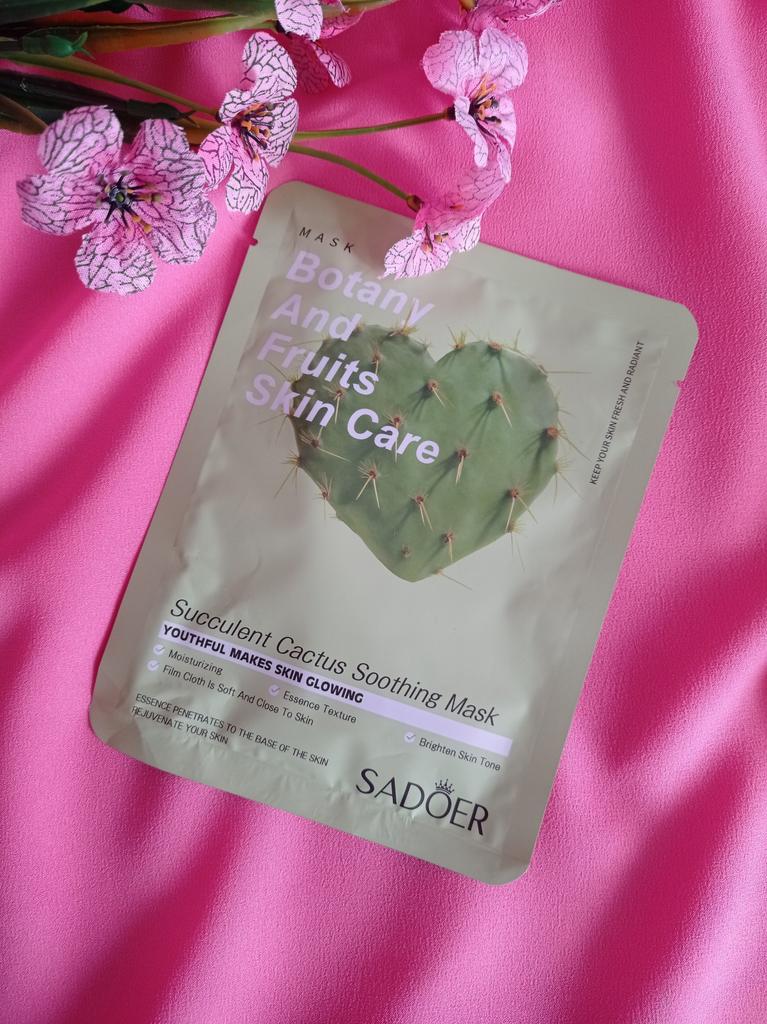 MASK
Botany
And
Fruits
Skin Care
KEEP YOUR SKIN FRESH AND RADIANT
Succulent Cactus Soothing Mask
YOUTHFUL MAKES SKIN GLOWING
Moisturizing
Essence Texture
Brighten Skin Tone
Film Cloth Is Soft And Close To Skin
ESSENCE PENETRATES TO THE BASE OF THE SKIN
REJUVENATE YOUR SKIN
SADOER